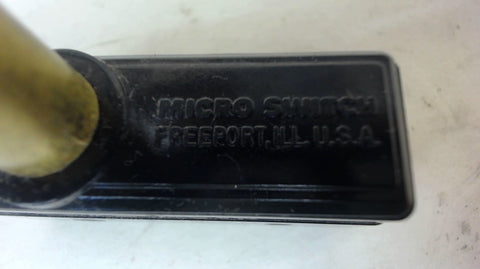 MICRO SWITCH
FREEPORT, ILL. U.S.A.